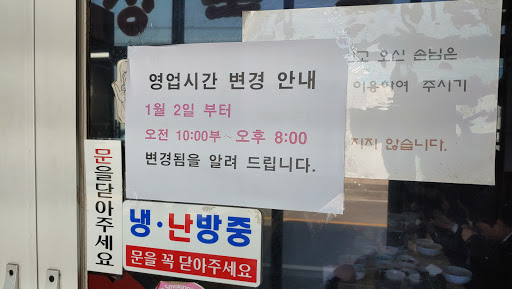 영업시간 변경 안내
1월 2일 부터
오전 10:00부~오후 8:00
변경됨을 알려 드립니다.
고 오신 손님은
이용하여 주시기
지지 않습니다.
문을닫아주세요
냉·난방중
문을 꼭 닫아주세요